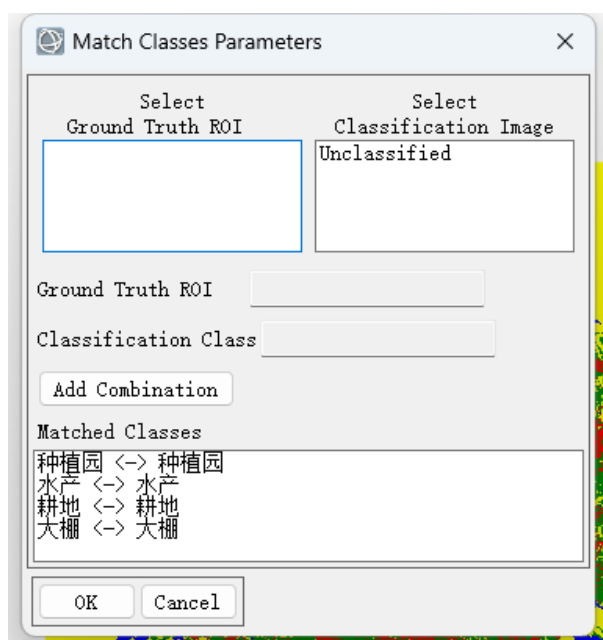 Match Classes Parameters
Select
Ground Truth ROI
Select
Classification Image
Unclassified
Ground Truth ROI
Classification Class
Add Combination
Matched Classes
种植园 <-> 种植园
水产 <-> 水产
耕地 <-> 耕地
大棚 <-> 大棚
OK
Cancel